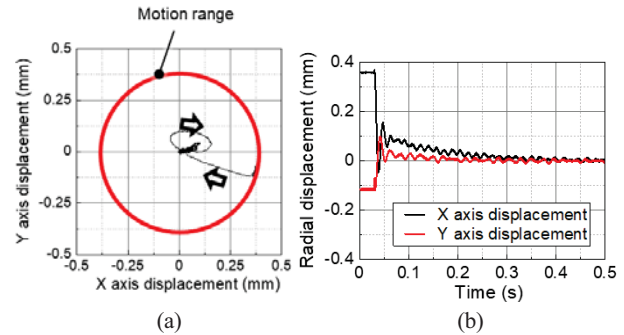 Motion range
(a)
0.5
0.25
0
-0.25
-0.5
Y axis displacement (mm)
-0.5 -0.25 0 0.25 0.5
X axis displacement (mm)
(a)
(b)
0.4
0.2
0
-0.2
-0.4
Radial displacement (mm)
X axis displacement
Y axis displacement
0 0.1 0.2 0.3 0.4 0.5
Time (s)
(b)